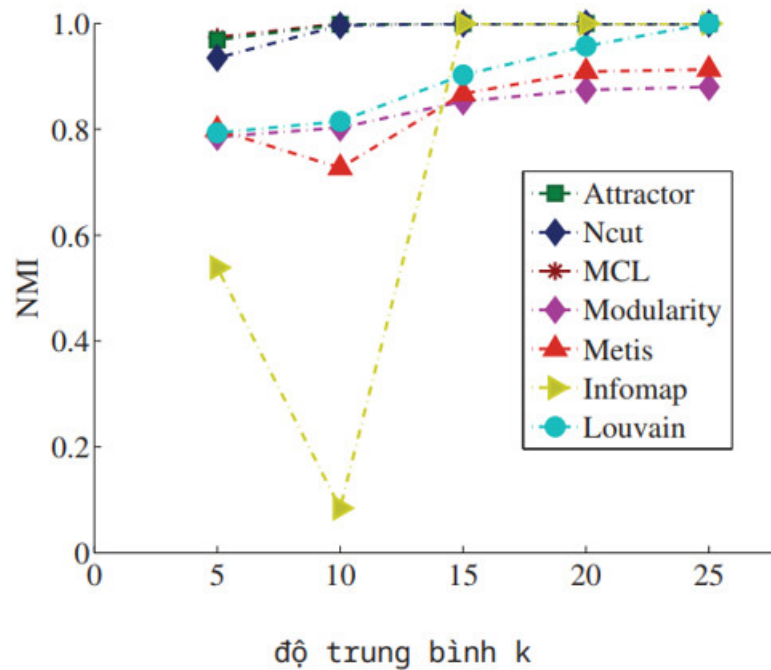 1.0
0.8
0.6
0.4
0.2
0
NMI
Attractor
Ncut
MCL
Modularity
Metis
Infomap
Louvain
0 5 10 15 20 25
độ trung bình k